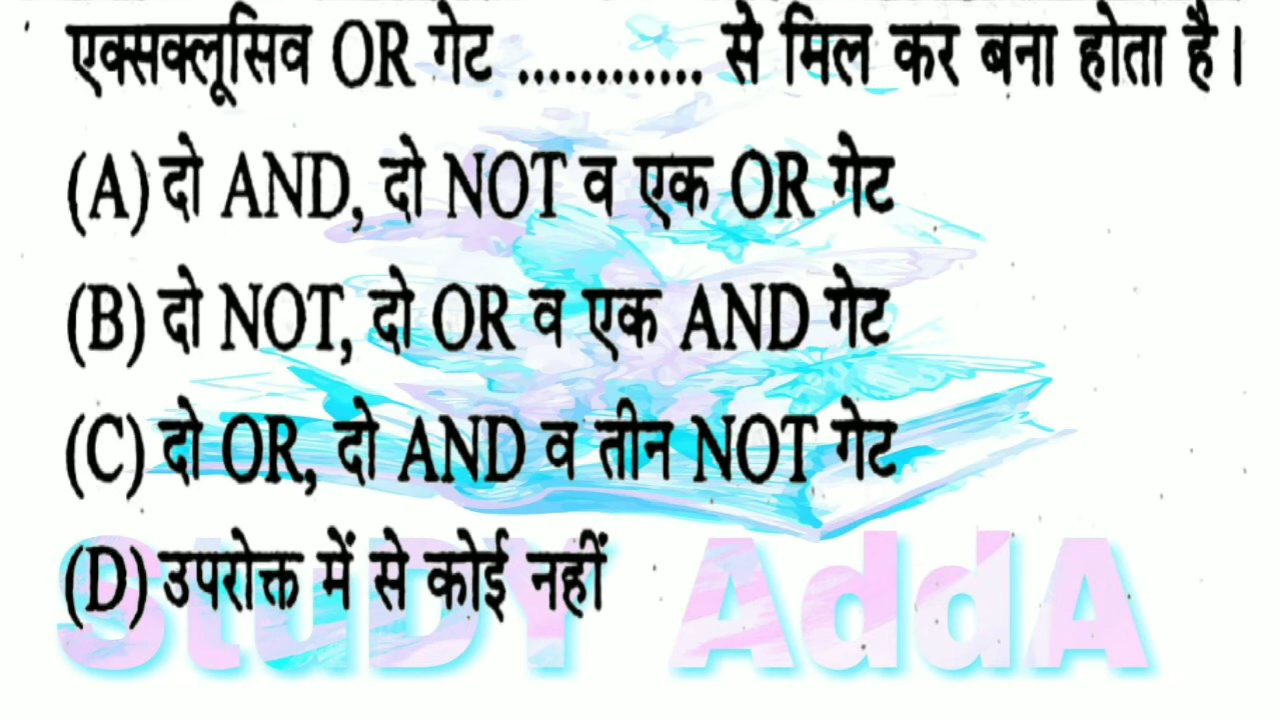 एक्सक्लूसिव OR गेट ............ से मिल कर बना होता है।
(A) दो AND, दो NOT व एक OR गेट
(B) दो NOT, दो OR व एक AND गेट
(C) दो OR, दो AND व तीन NOT गेट
(D) उपरोक्त में से कोई नहीं
StuDY AddA